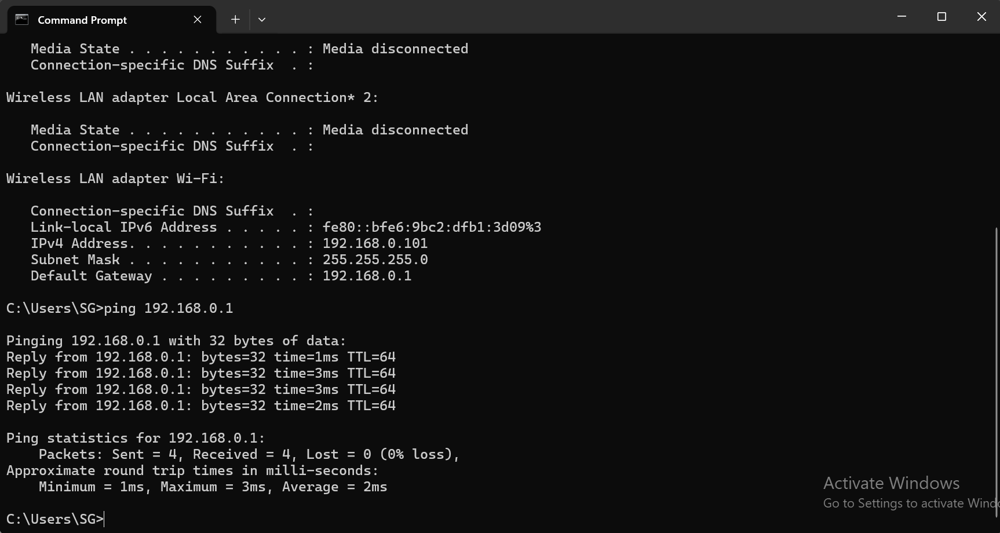 Command Prompt
   Media State . . . . . . . . . . . : Media disconnected
   Connection-specific DNS Suffix  . :
Wireless LAN adapter Local Area Connection* 2:
   Media State . . . . . . . . . . . : Media disconnected
   Connection-specific DNS Suffix  . :
Wireless LAN adapter Wi-Fi:
   Connection-specific DNS Suffix  . :
   Link-local IPv6 Address . . . . . : fe80::bfe6:9bc2:dfb1:3d09%3
   IPv4 Address. . . . . . . . . . . : 192.168.0.101
   Subnet Mask . . . . . . . . . . . : 255.255.255.0
   Default Gateway . . . . . . . . . : 192.168.0.1
C:\Users\SG>ping 192.168.0.1
Pinging 192.168.0.1 with 32 bytes of data:
Reply from 192.168.0.1: bytes=32 time=1ms TTL=64
Reply from 192.168.0.1: bytes=32 time=3ms TTL=64
Reply from 192.168.0.1: bytes=32 time=3ms TTL=64
Reply from 192.168.0.1: bytes=32 time=2ms TTL=64
Ping statistics for 192.168.0.1:
    Packets: Sent = 4, Received = 4, Lost = 0 (0% loss),
Approximate round trip times in milli-seconds:
    Minimum = 1ms, Maximum = 3ms, Average = 2ms
C:\Users\SG>
Activate Windows
Go to Settings to activate